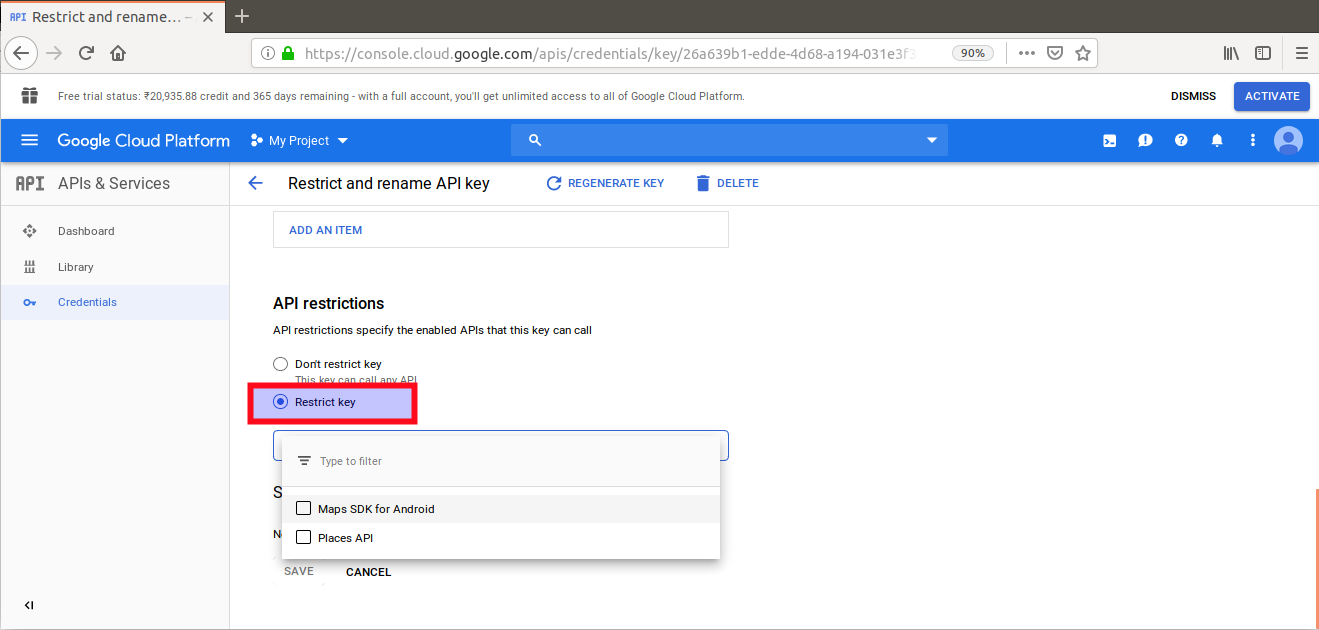 API Restrict and rename… –
https://console.cloud.google.com/apis/credentials/key/26a639b1-edde-4d68-a194-031e3f3
90%
Free trial status: ₹20,935.88 credit and 365 days remaining - with a full account, you'll get unlimited access to all of Google Cloud Platform.
DISMISS
ACTIVATE
Google Cloud Platform
My Project
API APIs & Services
Restrict and rename API key
REGENERATE KEY
DELETE
Dashboard
Library
Credentials
ADD AN ITEM
API restrictions
API restrictions specify the enabled APIs that this key can call
Don't restrict key
This key can call any API
Restrict key
Type to filter
S
Maps SDK for Android
N
Places API
SAVE
CANCEL